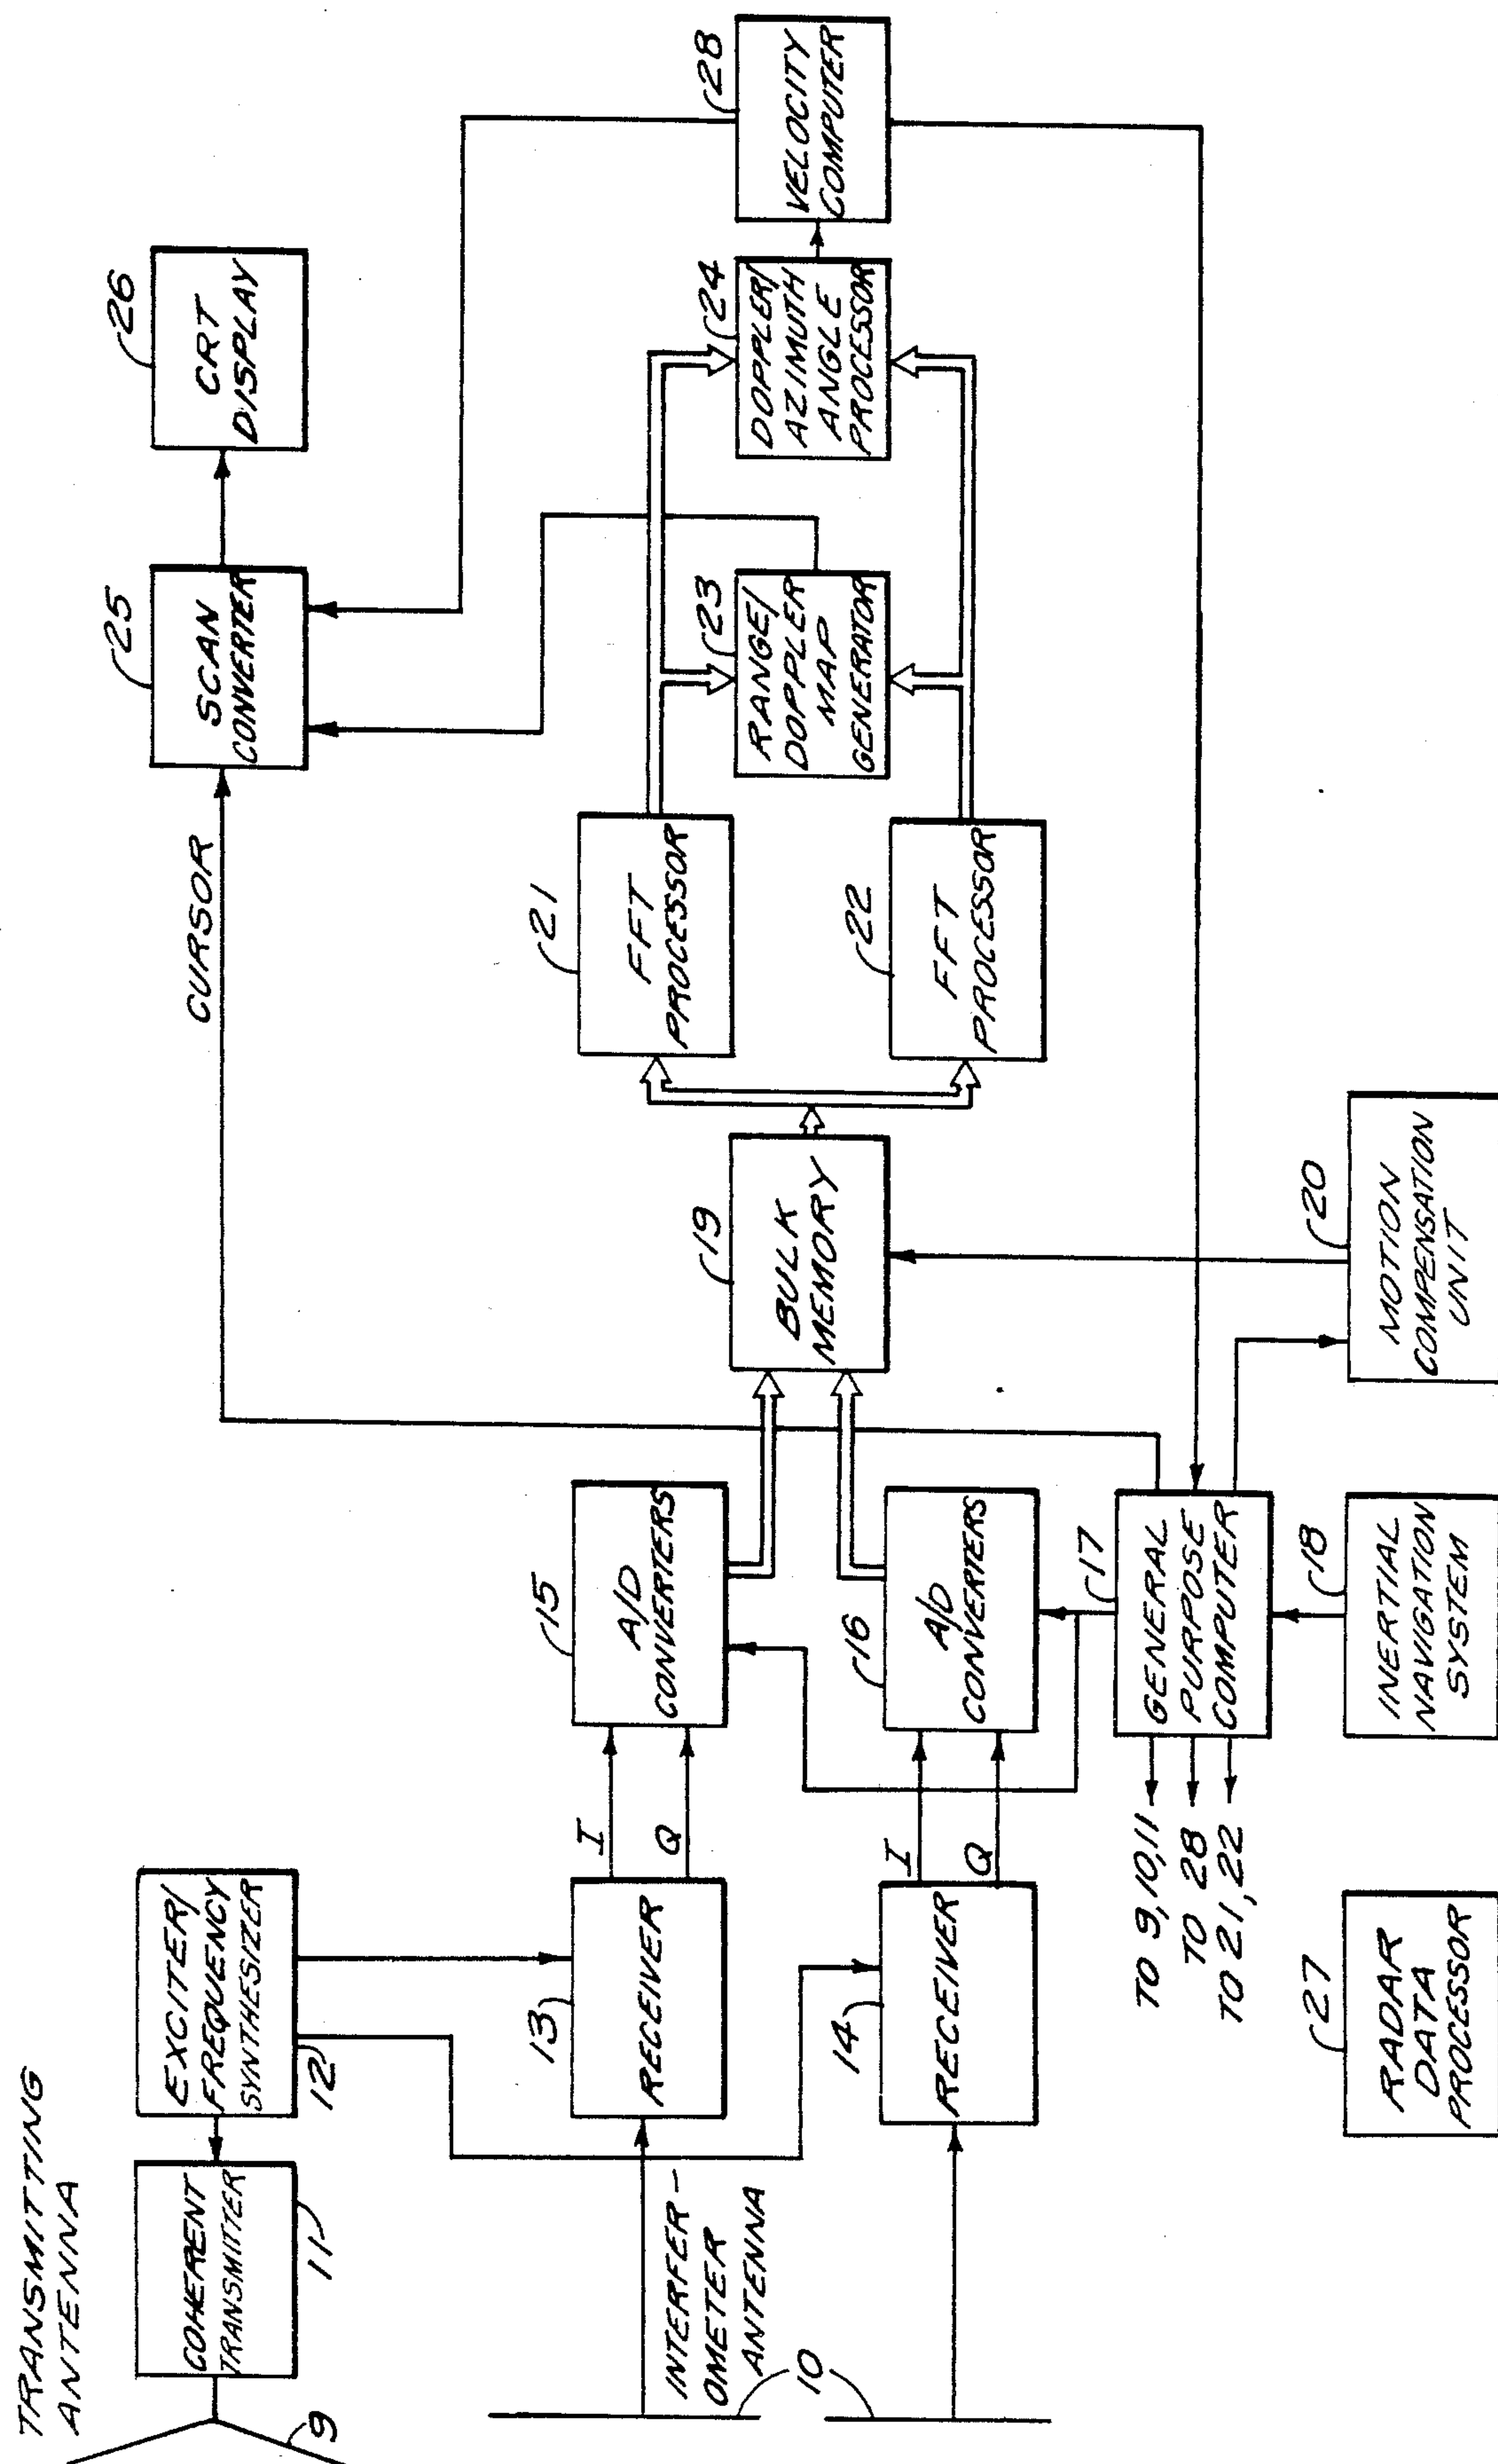 TRANSMITTING
ANTENNA
9
COHERENT
TRANSMITTER
11
EXCITER/
FREQUENCY
SYNTHESIZER
12
INTERFER-
OMETER
ANTENNA
10
RECEIVER
13
I
Q
RECEIVER
14
I
Q
A/D
CONVERTERS
15
A/D
CONVERTERS
16
GENERAL
PURPOSE
COMPUTER
17
TO 9,10,11
TO 28
TO 21,22
INERTIAL
NAVIGATION
SYSTEM
18
RADAR
DATA
PROCESSOR
27
MOTION
COMPENSATION
UNIT
20
BULK
MEMORY
19
CURSOR
FFT
PROCESSOR
21
FFT
PROCESSOR
22
RANGE/
DOPPLER
MAP
GENERATOR
23
DOPPLER/
AZIMUTH
ANGLE
PROCESSOR
24
SCAN
CONVERTER
25
CRT
DISPLAY
26
VELOCITY
COMPUTER
28